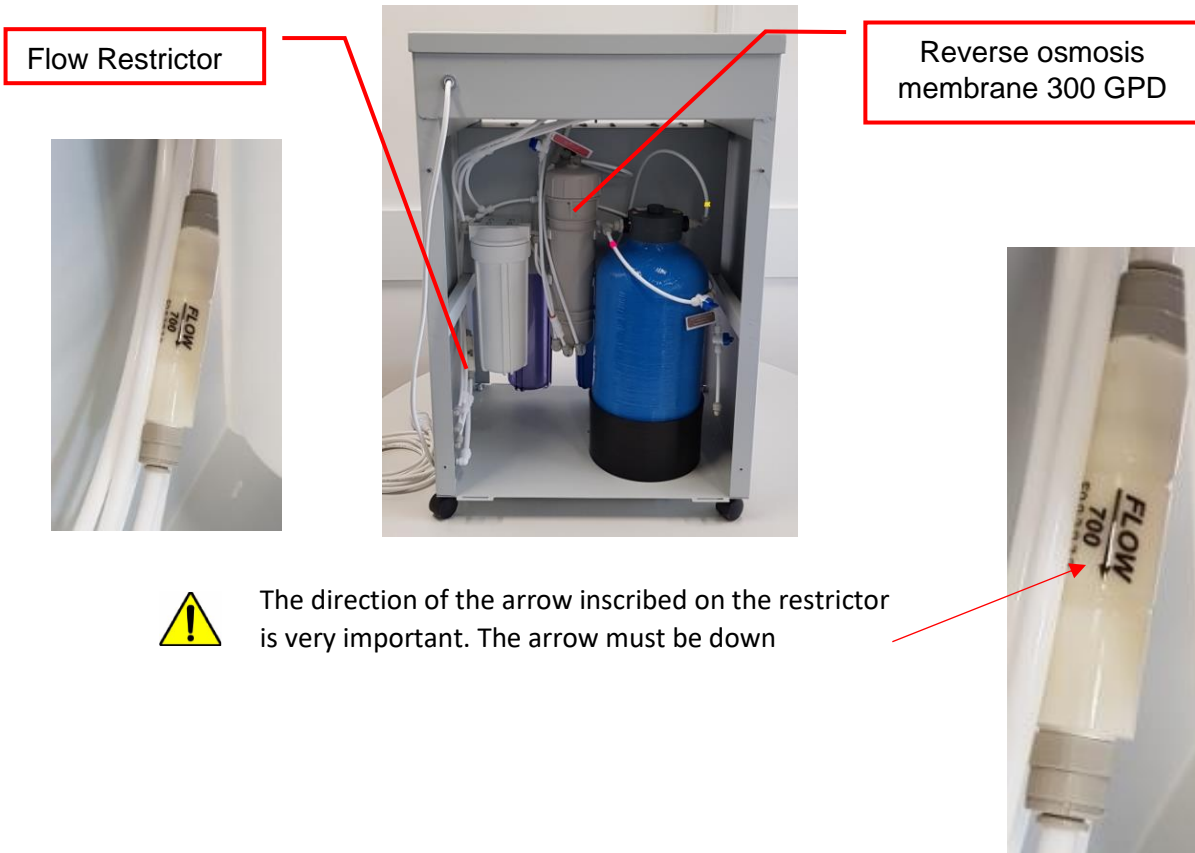 Flow Restrictor
Reverse osmosis
membrane 300 GPD
FLOW
700
The direction of the arrow inscribed on the restrictor
is very important. The arrow must be down
FLOW
700